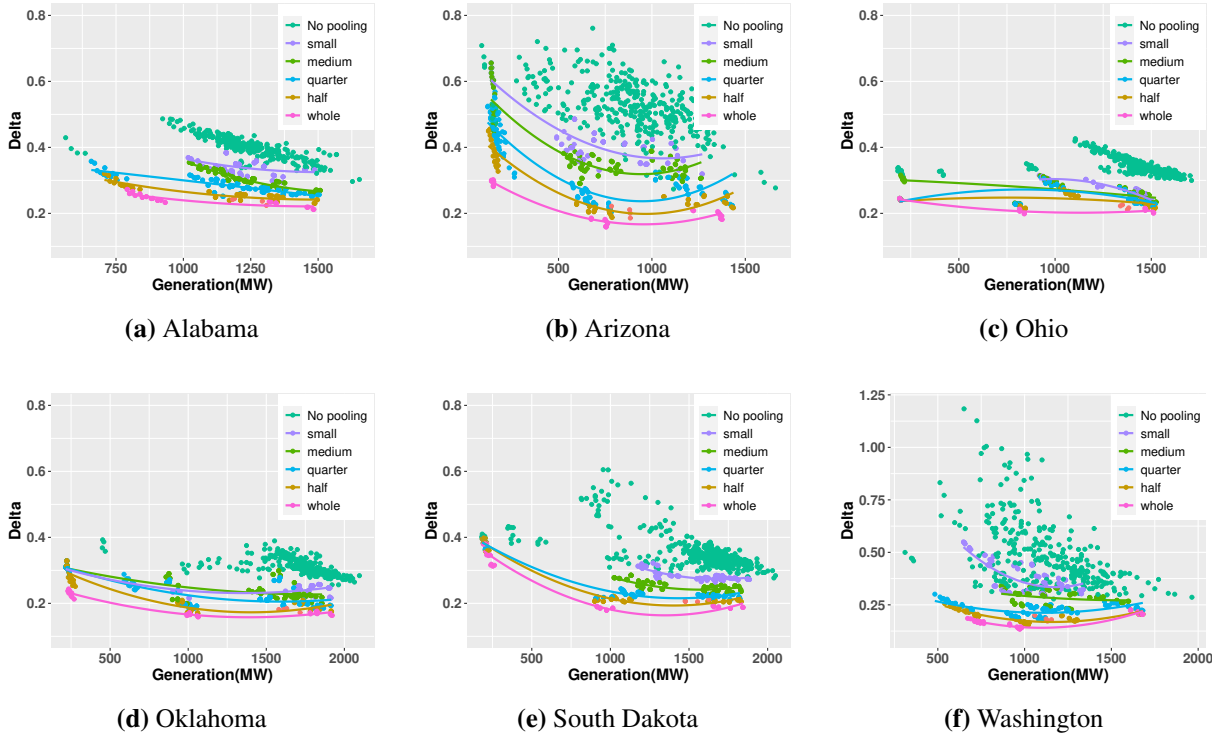 0.8
0.6
0.4
0.2
Delta
750
1000
1250
1500
Generation(MW)
No pooling
small
medium
quarter
half
whole
(a) Alabama
0.8
0.6
0.4
0.2
Delta
500
1000
1500
Generation(MW)
No pooling
small
medium
quarter
half
whole
(b) Arizona
0.8
0.6
0.4
0.2
Delta
500
1000
1500
Generation(MW)
No pooling
small
medium
quarter
half
whole
(c) Ohio
0.8
0.6
0.4
0.2
Delta
500
1000
1500
2000
Generation(MW)
No pooling
small
medium
quarter
half
whole
(d) Oklahoma
0.8
0.6
0.4
0.2
Delta
500
1000
1500
2000
Generation(MW)
No pooling
small
medium
quarter
half
whole
(e) South Dakota
1.25
1.00
0.75
0.50
0.25
Delta
500
1000
1500
2000
Generation(MW)
No pooling
small
medium
quarter
half
whole
(f) Washington